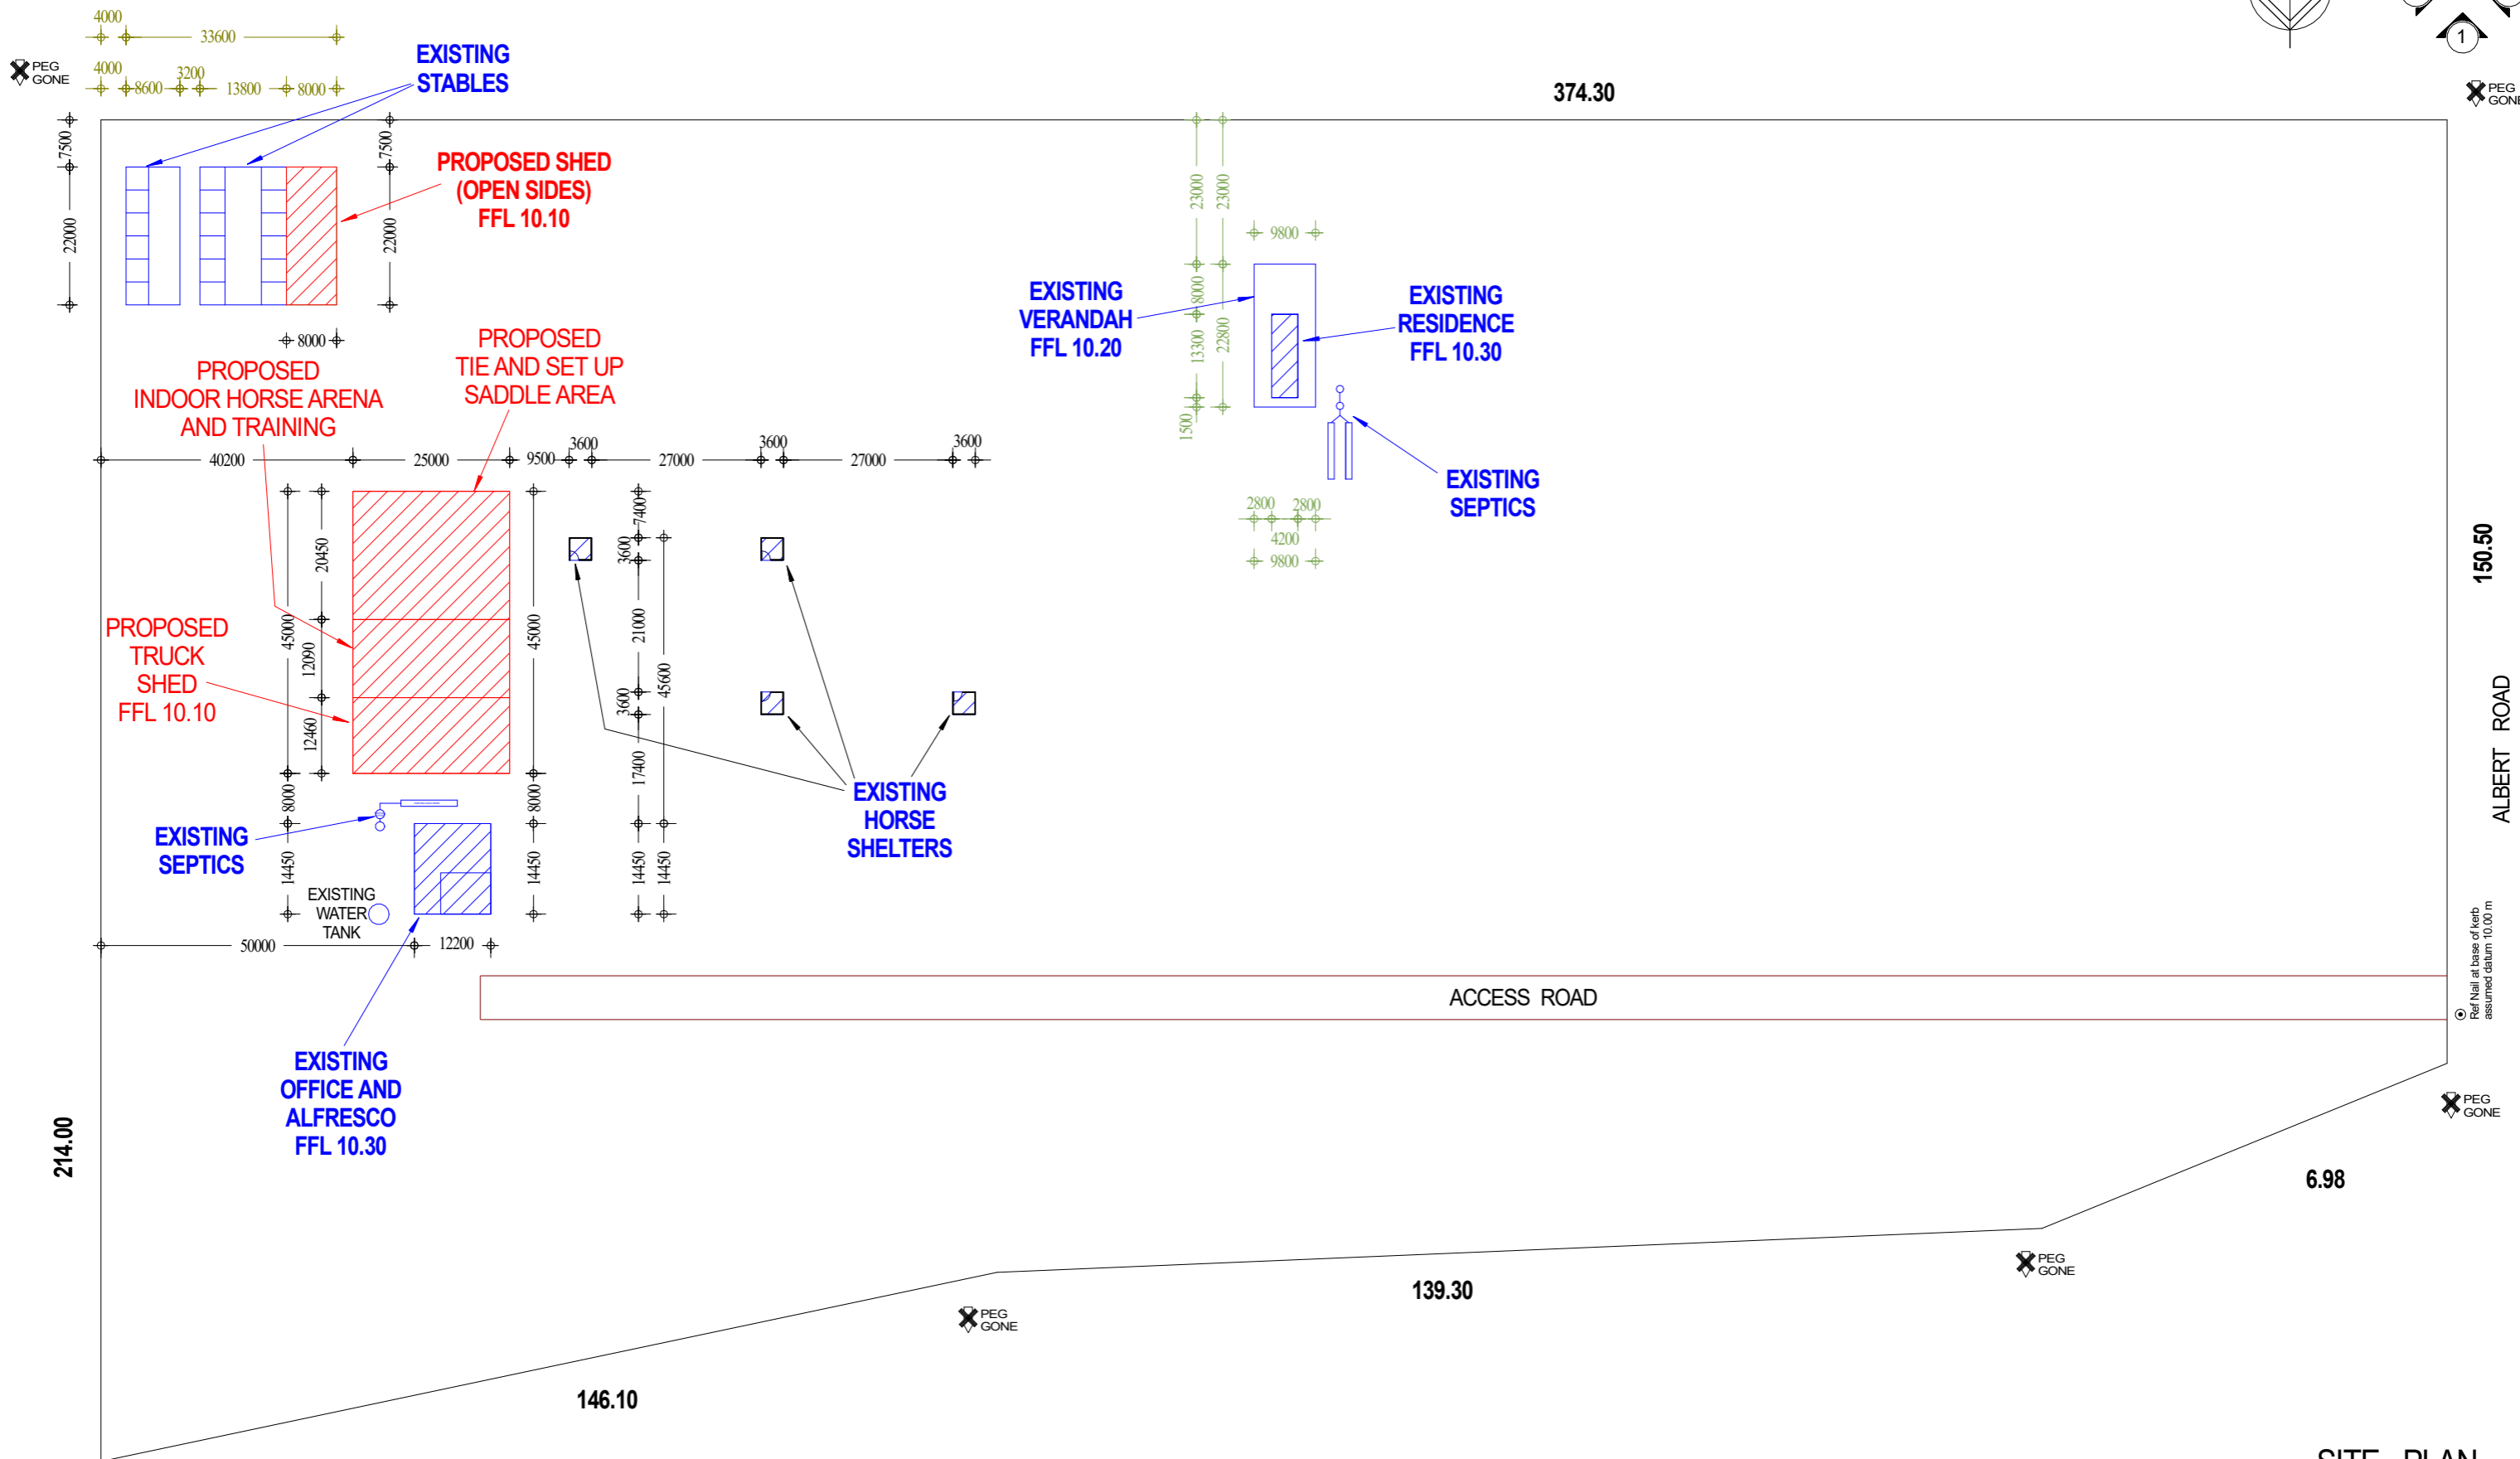 4000
33600
4000
8600
3200
13800
8000
PEG
GONE
EXISTING
STABLES
374.30
1
PEG
GONE
7500
22000
7500
22000
PROPOSED SHED
(OPEN SIDES)
FFL 10.10
8000
PROPOSED
INDOOR HORSE ARENA
AND TRAINING
PROPOSED
TIE AND SET UP
SADDLE AREA
23000
23000
9800
8000
13300
22800
1500
EXISTING
VERANDAH
FFL 10.20
EXISTING
RESIDENCE
FFL 10.30
EXISTING
SEPTICS
2800
2800
4200
9800
40200
25000
9500
3600
27000
3600
27000
3600
45000
20450
12090
12460
45000
7400
3600
21000
3600
17400
45600
PROPOSED
TRUCK
SHED
FFL 10.10
8000
8000
14450
14450
14450
14450
EXISTING
SEPTICS
EXISTING
WATER
TANK
EXISTING
HORSE
SHELTERS
50000
12200
150.50
ALBERT ROAD
Ref Nail at base of kerb
assumed datum 10.00 m
ACCESS ROAD
EXISTING
OFFICE AND
ALFRESCO
FFL 10.30
214.00
PEG
GONE
6.98
PEG
GONE
139.30
PEG
GONE
146.10
SITE PLAN